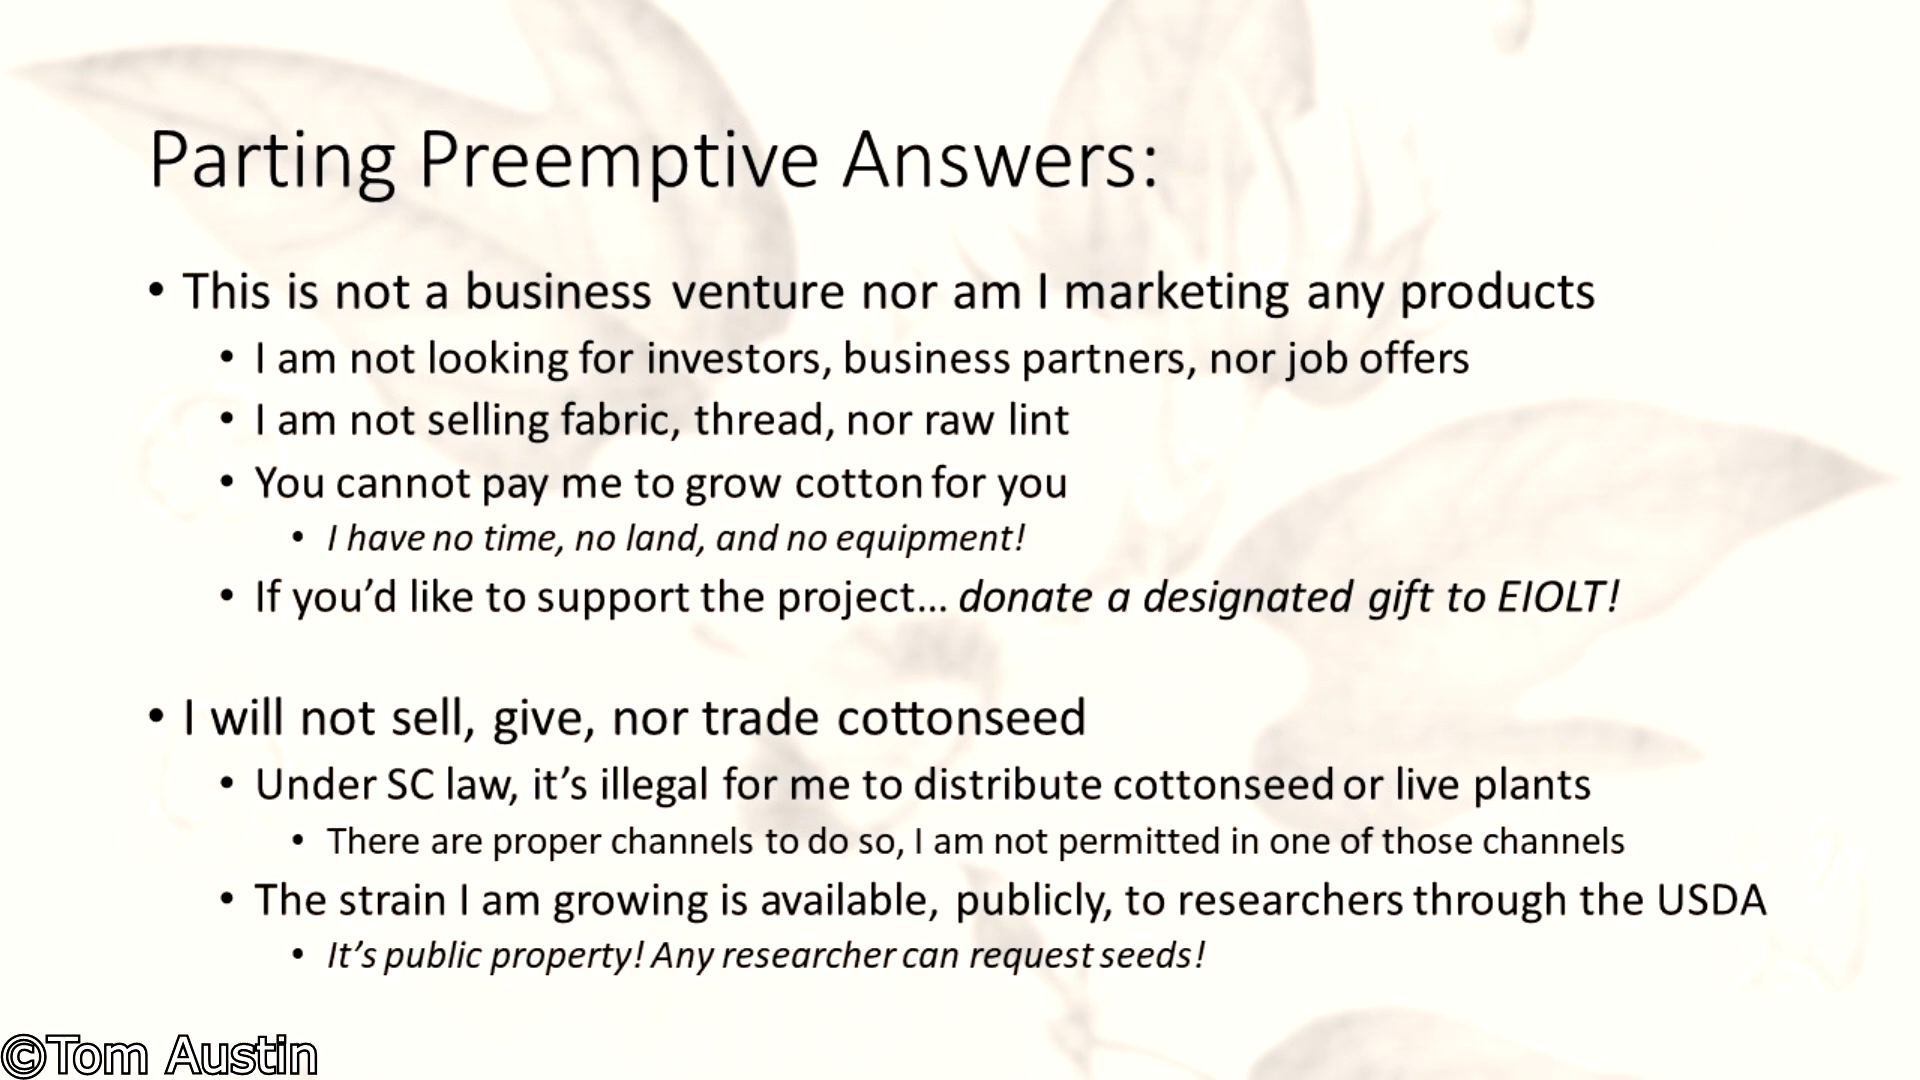 Parting Preemptive Answers:
• This is not a business venture nor am I marketing any products
• I am not looking for investors, business partners, nor job offers
• I am not selling fabric, thread, nor raw lint
• You cannot pay me to grow cotton for you
• I have no time, no land, and no equipment!
• If you’d like to support the project... donate a designated gift to EIOLT!
• I will not sell, give, nor trade cottonseed
• Under SC law, it’s illegal for me to distribute cottonseed or live plants
• There are proper channels to do so, I am not permitted in one of those channels
• The strain I am growing is available, publicly, to researchers through the USDA
• It’s public property! Any researcher can request seeds!
©Tom Austin